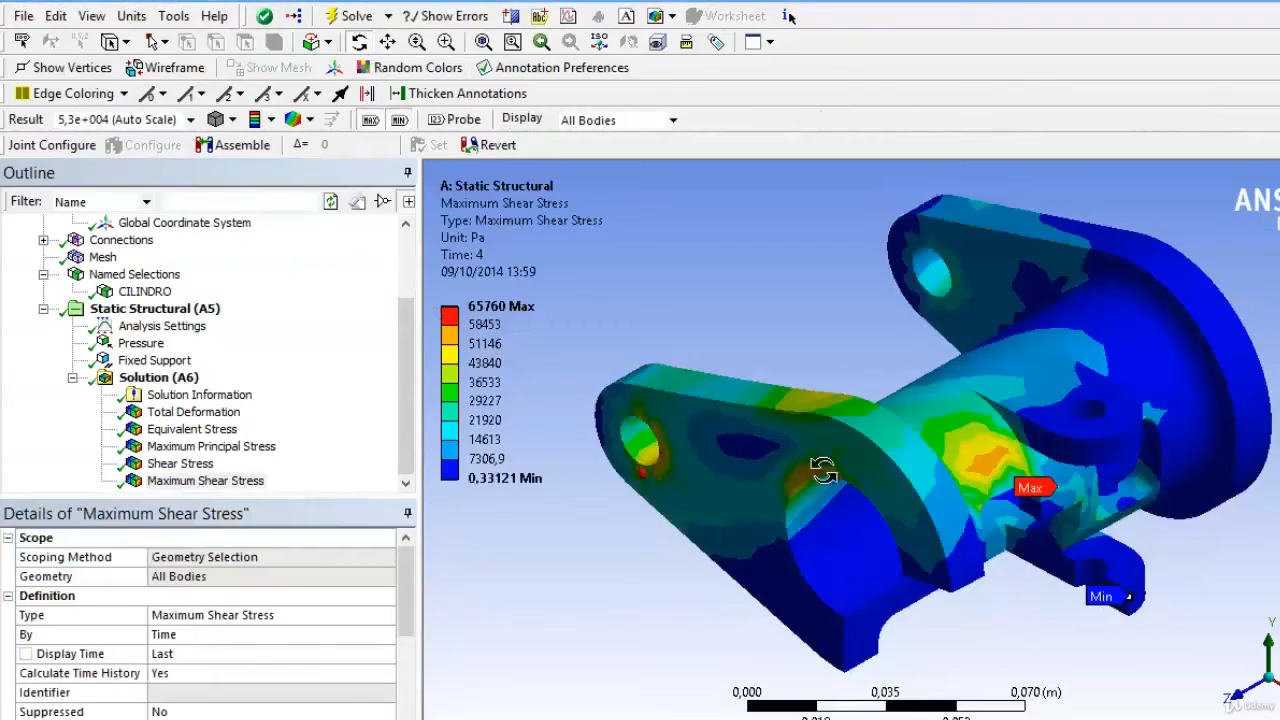 File Edit View Units Tools Help Solve ?/ Show Errors Worksheet
Show Vertices Wireframe Show Mesh Random Colors Annotation Preferences
Edge Coloring Thicken Annotations
Result 5,3e+004 (Auto Scale) MAX MIN Probe Display All Bodies
Joint Configure Configure Assemble Δ= 0 Set Revert
Outline
Filter: Name
Global Coordinate System
Connections
Mesh
Named Selections
CILINDRO
Static Structural (A5)
Analysis Settings
Pressure
Fixed Support
Solution (A6)
Solution Information
Total Deformation
Equivalent Stress
Maximum Principal Stress
Shear Stress
Maximum Shear Stress
Details of "Maximum Shear Stress"
Scope
Scoping Method Geometry Selection
Geometry All Bodies
Definition
Type Maximum Shear Stress
By Time
Display Time Last
Calculate Time History Yes
Identifier
Suppressed No
A: Static Structural
Maximum Shear Stress
Type: Maximum Shear Stress
Unit: Pa
Time: 4
09/10/2014 13:59
65760 Max
58453
51146
43840
36533
29227
21920
14613
7306,9
0,33121 Min
ANS
Max
Min
0,000 0,035 0,070 (m)
Y
Z
Udemy